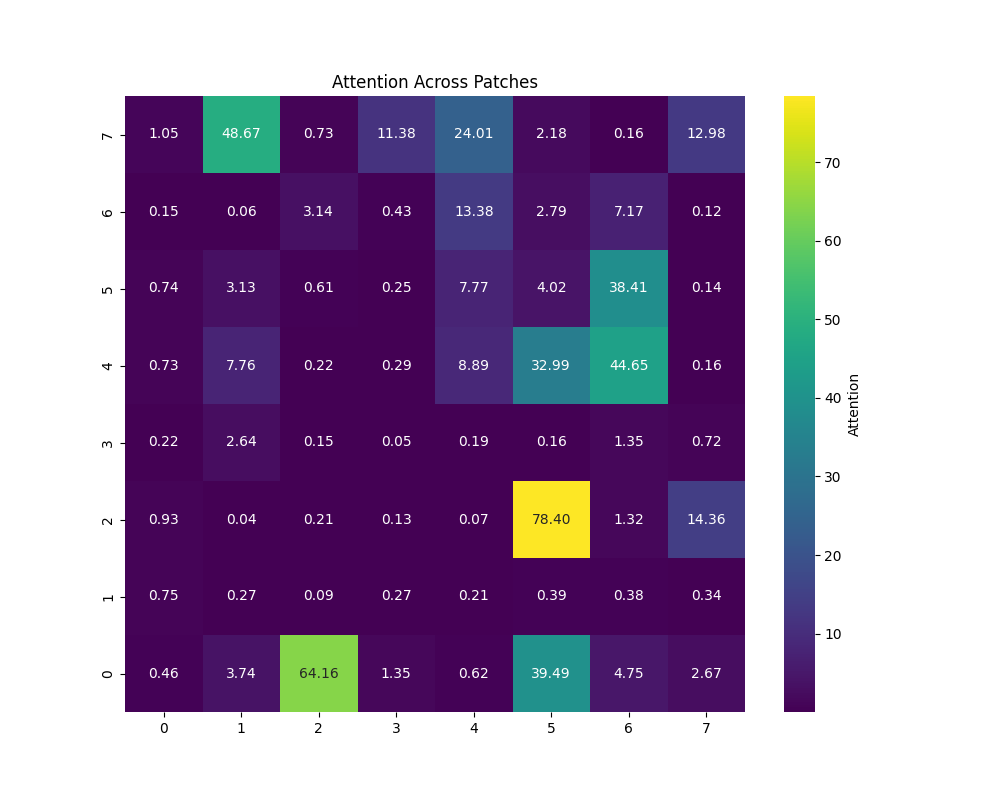 Attention Across Patches
7 1.05 48.67 0.73 11.38 24.01 2.18 0.16 12.98
70
6 0.15 0.06 3.14 0.43 13.38 2.79 7.17 0.12
60
5 0.74 3.13 0.61 0.25 7.77 4.02 38.41 0.14
50
4 0.73 7.76 0.22 0.29 8.89 32.99 44.65 0.16
40
Attention
3 0.22 2.64 0.15 0.05 0.19 0.16 1.35 0.72
30
2 0.93 0.04 0.21 0.13 0.07 78.40 1.32 14.36
20
1 0.75 0.27 0.09 0.27 0.21 0.39 0.38 0.34
10
0 0.46 3.74 64.16 1.35 0.62 39.49 4.75 2.67
0 1 2 3 4 5 6 7